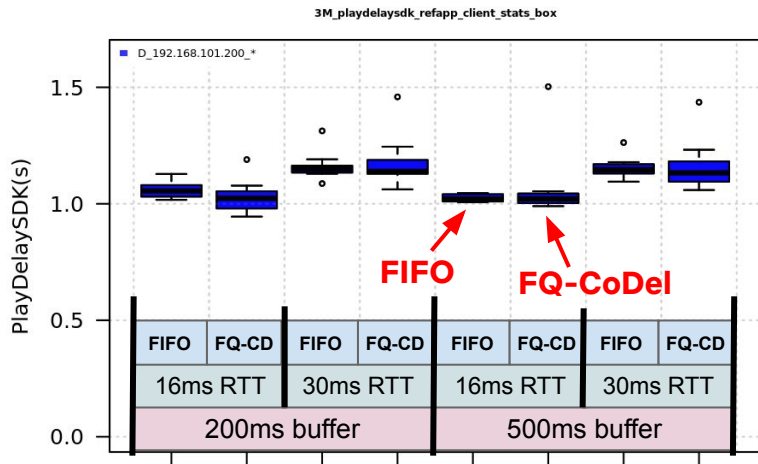 3M_playdelaysdk_refapp_client_stats_box
D_192.168.101.200_*
PlayDelaySDK(s)
1.5
1.0
0.5
0.0
FIFO
FQ-CoDel
FIFO FQ-CD FIFO FQ-CD FIFO FQ-CD FIFO FQ-CD
16ms RTT 30ms RTT 16ms RTT 30ms RTT
200ms buffer 500ms buffer